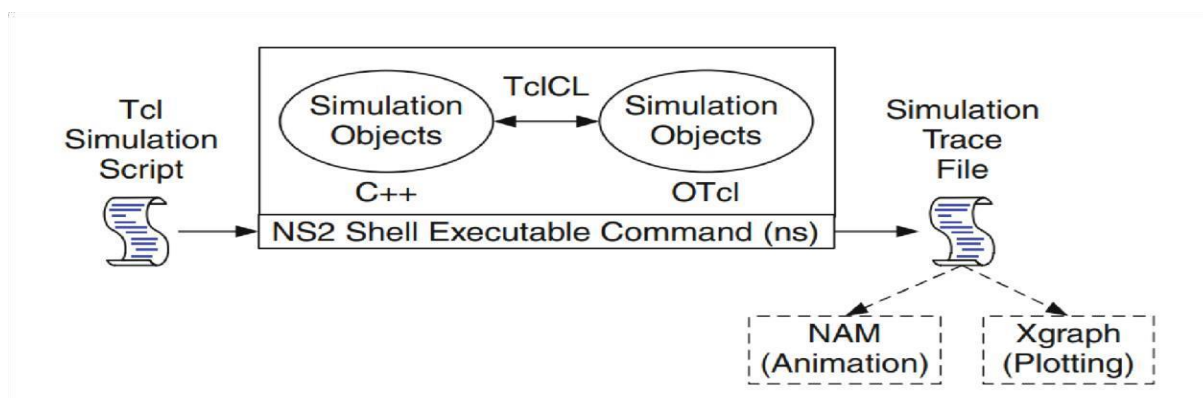 Tcl
Simulation
Script
TclCL
Simulation
Objects
C++
Simulation
Objects
OTcl
NS2 Shell Executable Command (ns)
Simulation
Trace
File
NAM
(Animation)
Xgraph
(Plotting)